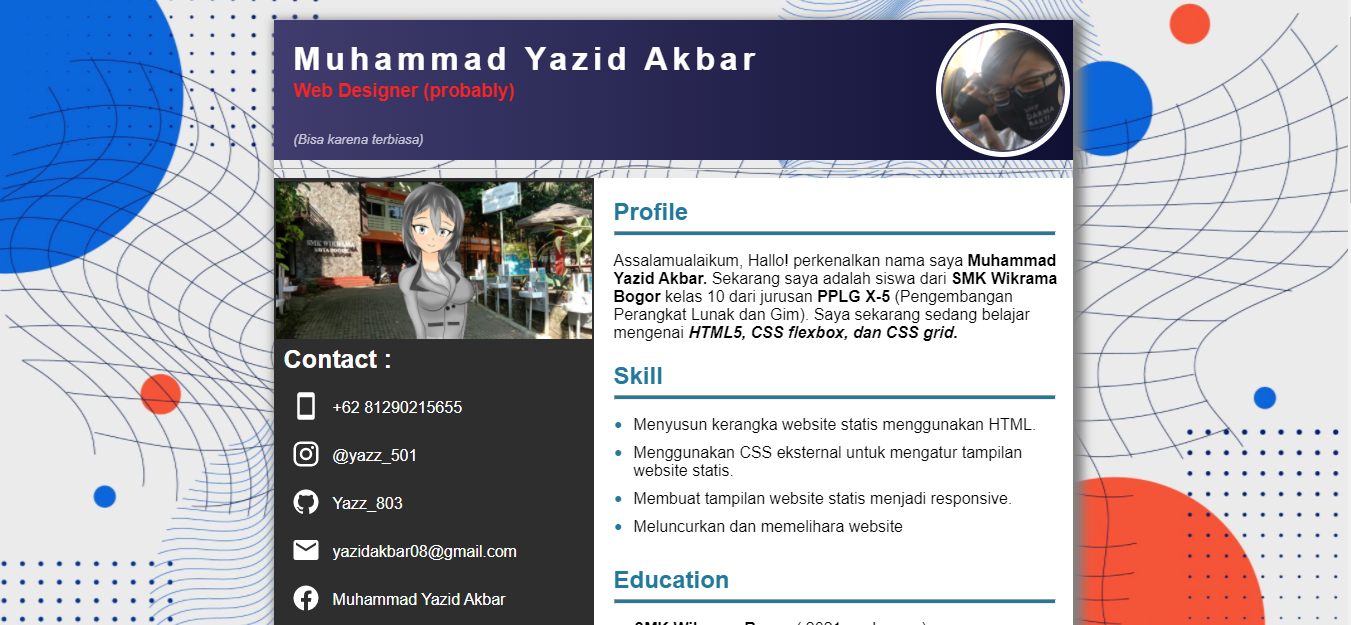 Muhammad Yazid Akbar
Web Designer (probably)
(Bisa karena terbiasa)
DARMA
BAKTI
SMK WIKRAMA
Contact :
+62 81290215655
@yazz_501
Yazz_803
yazidakbar08@gmail.com
Muhammad Yazid Akbar
Profile
Assalamualaikum, Hallo! perkenalkan nama saya Muhammad
Yazid Akbar. Sekarang saya adalah siswa dari SMK Wikrama
Bogor kelas 10 dari jurusan PPLG X-5 (Pengembangan
Perangkat Lunak dan Gim). Saya sekarang sedang belajar
mengenai HTML5, CSS flexbox, dan CSS grid.
Skill
Menyusun kerangka website statis menggunakan HTML.
Menggunakan CSS eksternal untuk mengatur tampilan
website statis.
Membuat tampilan website statis menjadi responsive.
Meluncurkan dan memelihara website
Education